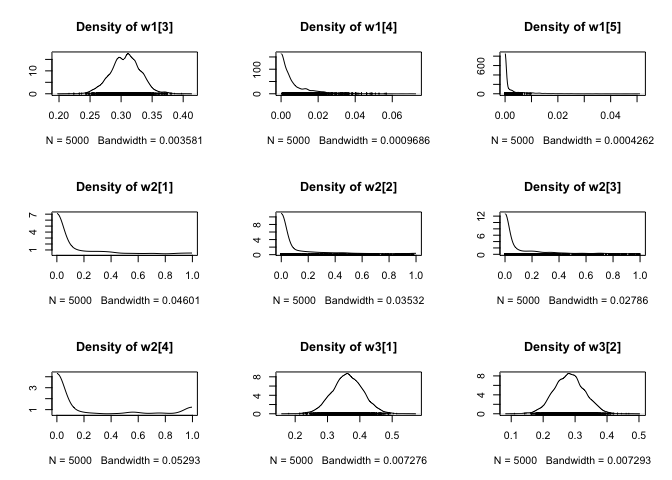 Density of w1[3] Density of w1[4] Density of w1[5]
0 10
0 100
0 600
0.20 0.25 0.30 0.35 0.40 0.00 0.02 0.04 0.06 0.00 0.02 0.04
N = 5000 Bandwidth = 0.003581 N = 5000 Bandwidth = 0.0009686 N = 5000 Bandwidth = 0.0004262
Density of w2[1] Density of w2[2] Density of w2[3]
1 4 7
0 4 8
0 6 12
0.0 0.2 0.4 0.6 0.8 1.0 0.0 0.2 0.4 0.6 0.8 1.0 0.0 0.2 0.4 0.6 0.8 1.0
N = 5000 Bandwidth = 0.04601 N = 5000 Bandwidth = 0.03532 N = 5000 Bandwidth = 0.02786
Density of w2[4] Density of w3[1] Density of w3[2]
1 3
0 4 8
0 4 8
0.0 0.2 0.4 0.6 0.8 1.0 0.2 0.3 0.4 0.5 0.1 0.2 0.3 0.4 0.5
N = 5000 Bandwidth = 0.05293 N = 5000 Bandwidth = 0.007276 N = 5000 Bandwidth = 0.007293